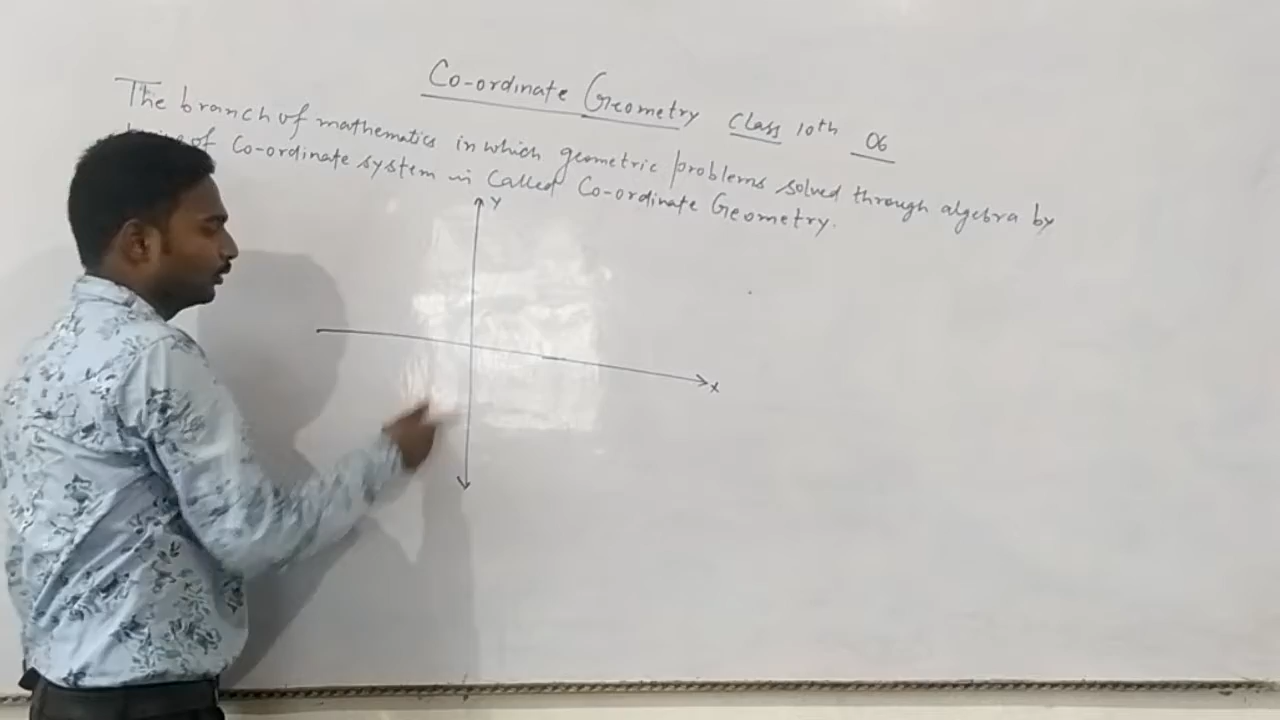 Co-ordinate Geometry Class 10th 06
The branch of mathematics in which geometric problems solved through algebra by
of Co-ordinate system is Called Co-ordinate Geometry.
Y
X